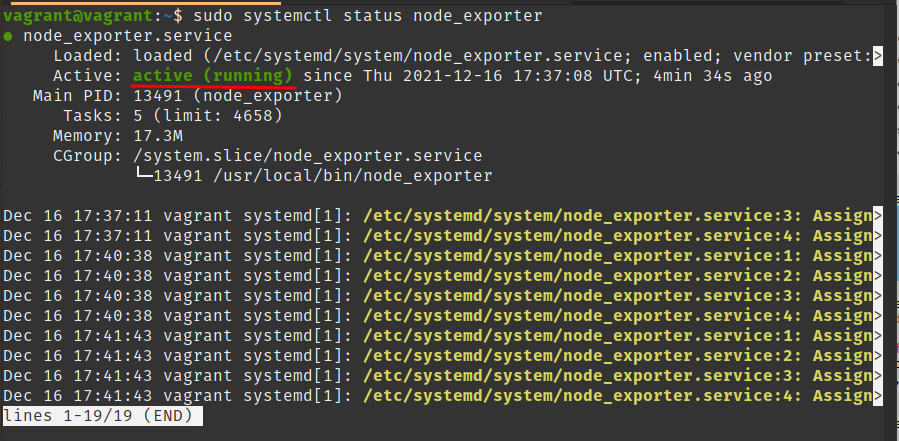 vagrant@vagrant:~$ sudo systemctl status node_exporter
● node_exporter.service
Loaded: loaded (/etc/systemd/system/node_exporter.service; enabled; vendor preset:>
Active: active (running) since Thu 2021-12-16 17:37:08 UTC; 4min 34s ago
Main PID: 13491 (node_exporter)
Tasks: 5 (limit: 4658)
Memory: 17.3M
CGroup: /system.slice/node_exporter.service
└─13491 /usr/local/bin/node_exporter
Dec 16 17:37:11 vagrant systemd[1]: /etc/systemd/system/node_exporter.service:3: Assign>
Dec 16 17:37:11 vagrant systemd[1]: /etc/systemd/system/node_exporter.service:4: Assign>
Dec 16 17:40:38 vagrant systemd[1]: /etc/systemd/system/node_exporter.service:1: Assign>
Dec 16 17:40:38 vagrant systemd[1]: /etc/systemd/system/node_exporter.service:2: Assign>
Dec 16 17:40:38 vagrant systemd[1]: /etc/systemd/system/node_exporter.service:3: Assign>
Dec 16 17:40:38 vagrant systemd[1]: /etc/systemd/system/node_exporter.service:4: Assign>
Dec 16 17:41:43 vagrant systemd[1]: /etc/systemd/system/node_exporter.service:1: Assign>
Dec 16 17:41:43 vagrant systemd[1]: /etc/systemd/system/node_exporter.service:2: Assign>
Dec 16 17:41:43 vagrant systemd[1]: /etc/systemd/system/node_exporter.service:3: Assign>
Dec 16 17:41:43 vagrant systemd[1]: /etc/systemd/system/node_exporter.service:4: Assign>
lines 1-19/19 (END)